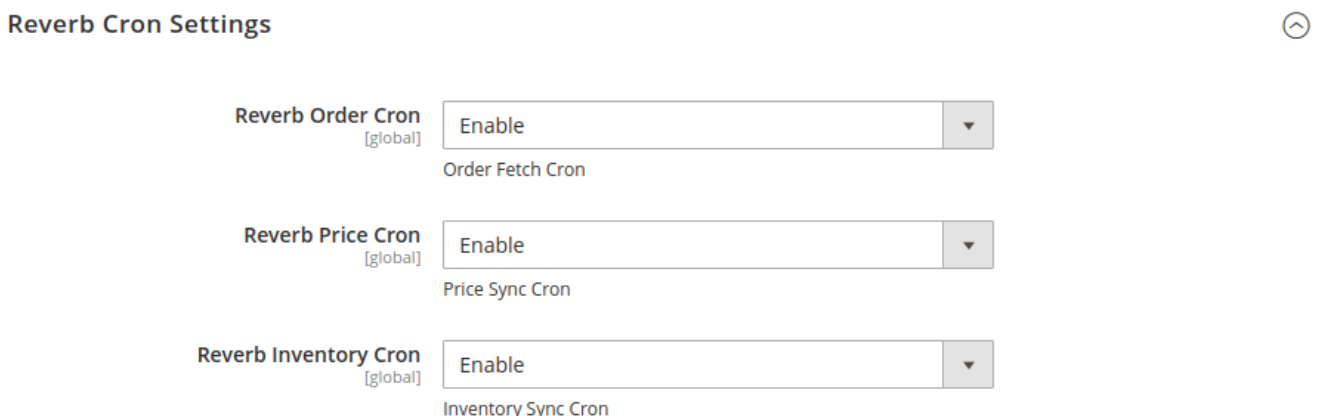 Reverb Cron Settings
Reverb Order Cron
Enable
[global]
Order Fetch Cron
Reverb Price Cron
Enable
[global]
Price Sync Cron
Reverb Inventory Cron
Enable
[global]
Inventory Sync Cron